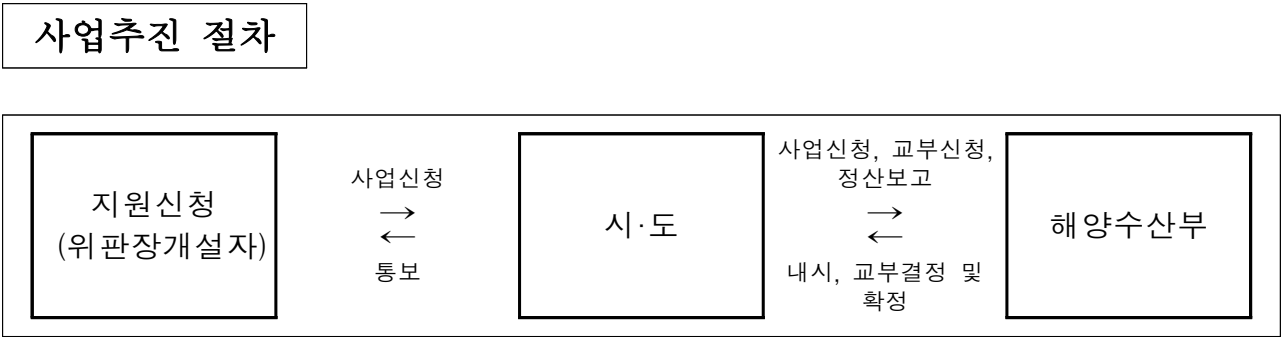 사업추진 절차
지원신청
(위판장개설자)
사업신청
→
←
통보
시·도
사업신청, 교부신청,
정산보고
→
←
내시, 교부결정 및
확정
해양수산부